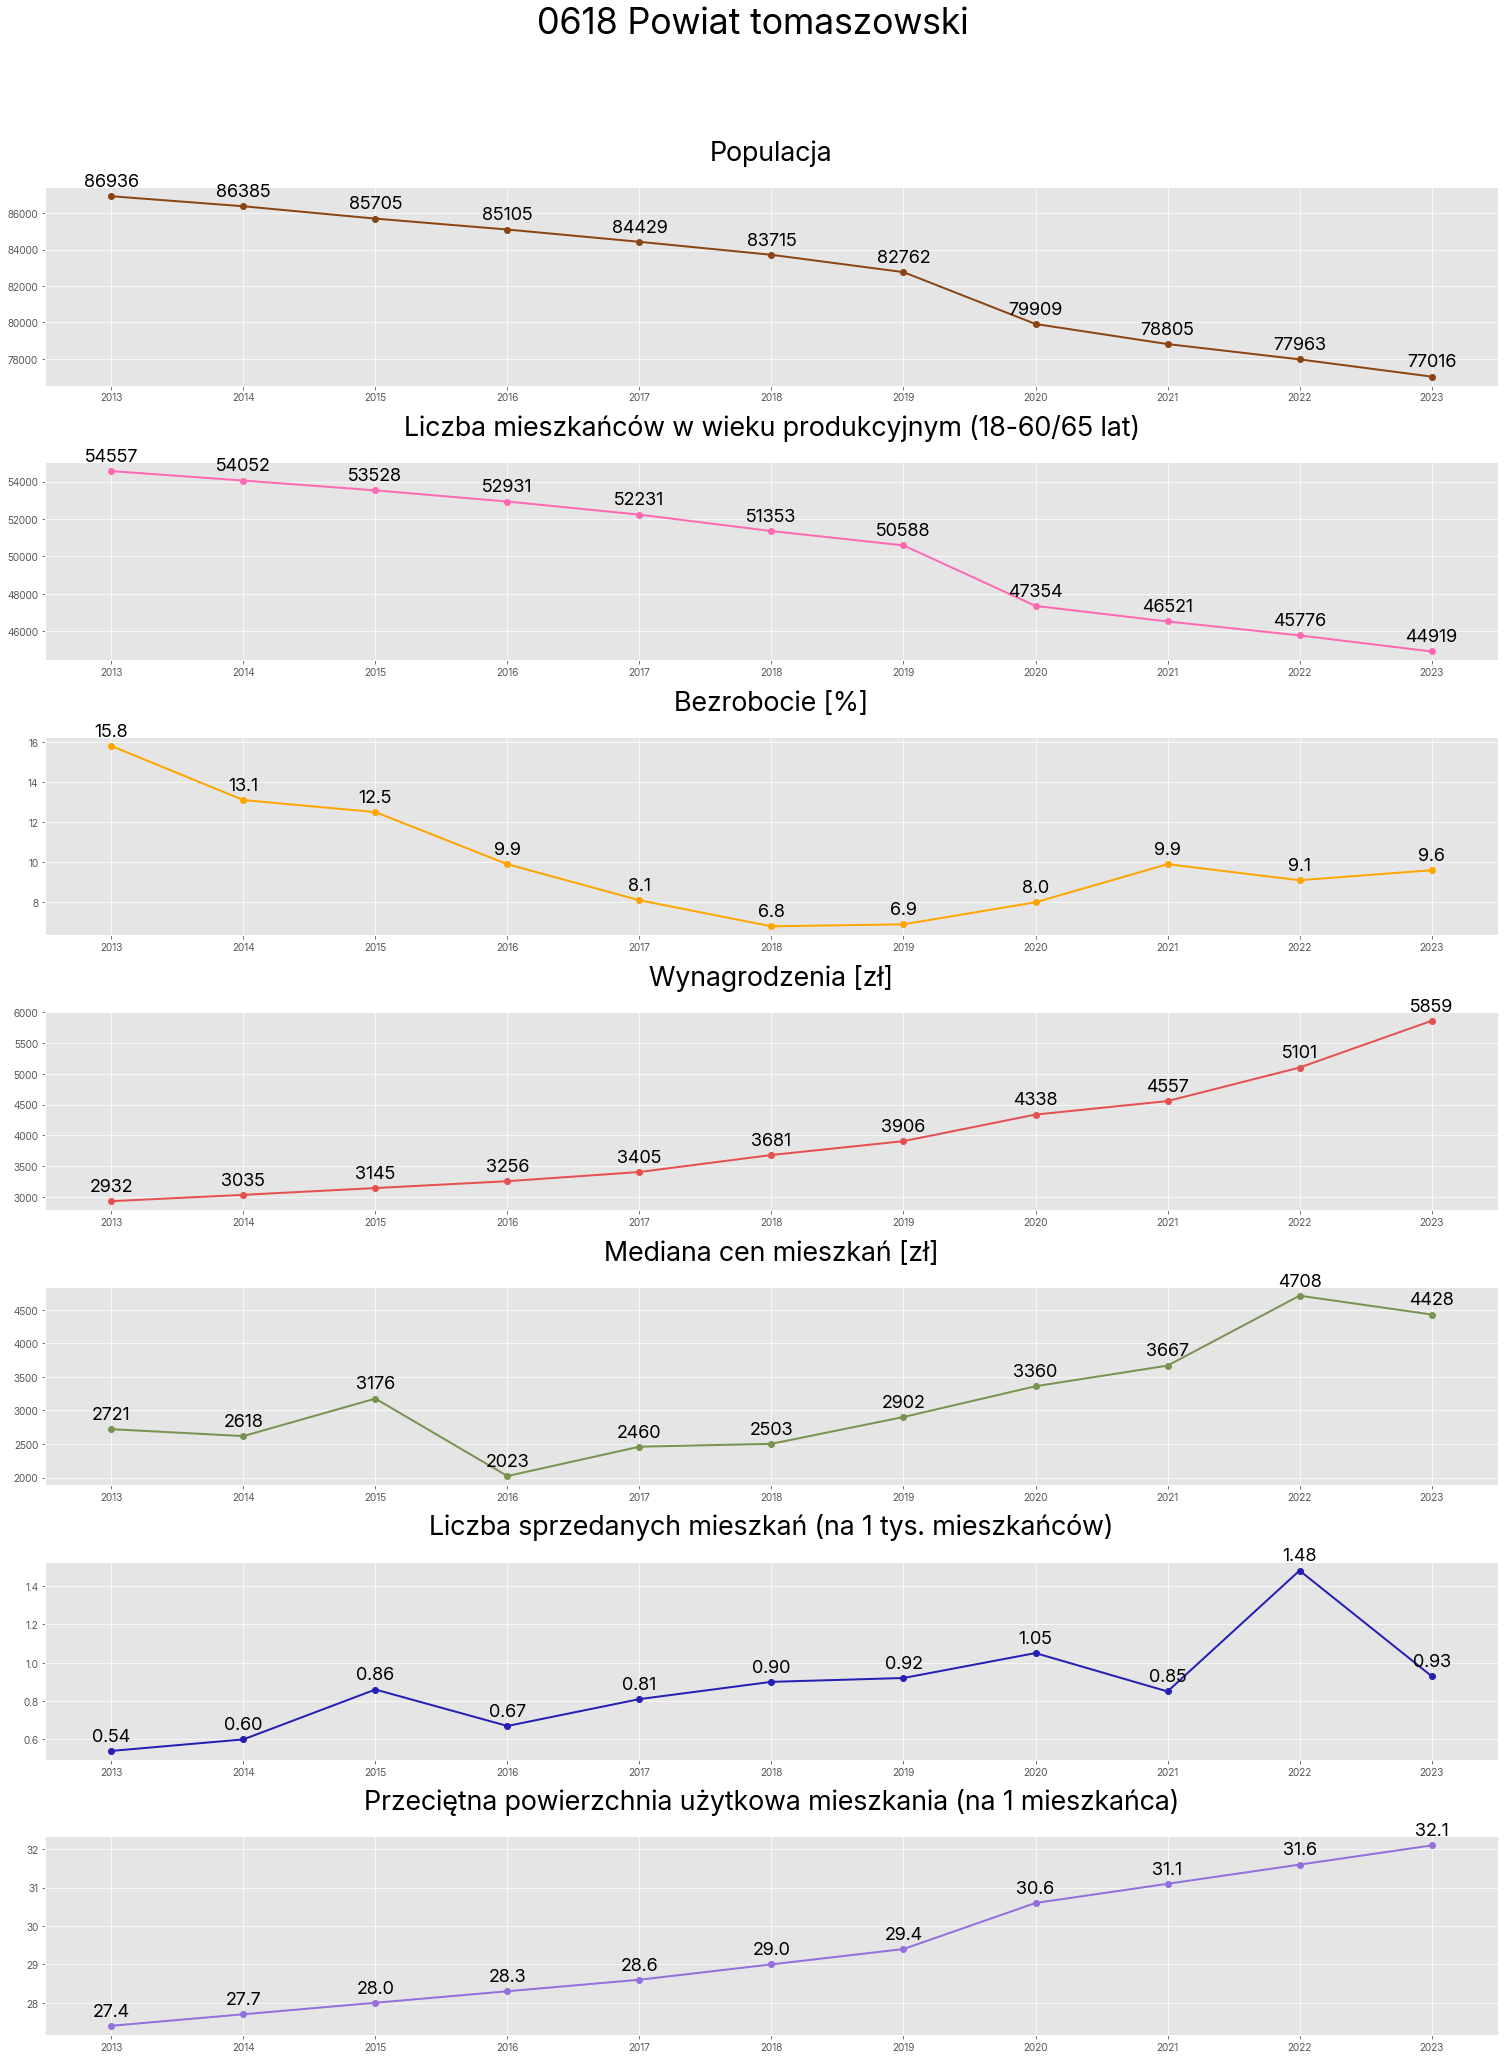 0618 Powiat tomaszowski
Populacja
86936 86385 85705 85105 84429 83715 82762 79909 78805 77963 77016
86000
84000
82000
80000
78000
2013 2014 2015 2016 2017 2018 2019 2020 2021 2022 2023
Liczba mieszkańców w wieku produkcyjnym (18-60/65 lat)
54557 54052 53528 52931 52231 51353 50588 47354 46521 45776 44919
54000
52000
50000
48000
46000
2013 2014 2015 2016 2017 2018 2019 2020 2021 2022 2023
Bezrobocie [%]
15.8 13.1 12.5 9.9 8.1 6.8 6.9 8.0 9.9 9.1 9.6
16
14
12
10
8
2013 2014 2015 2016 2017 2018 2019 2020 2021 2022 2023
Wynagrodzenia [zł]
2932 3035 3145 3256 3405 3681 3906 4338 4557 5101 5859
6000
5500
5000
4500
4000
3500
3000
2013 2014 2015 2016 2017 2018 2019 2020 2021 2022 2023
Mediana cen mieszkań [zł]
2721 2618 3176 2023 2460 2503 2902 3360 3667 4708 4428
4500
4000
3500
3000
2500
2000
2013 2014 2015 2016 2017 2018 2019 2020 2021 2022 2023
Liczba sprzedanych mieszkań (na 1 tys. mieszkańców)
0.54 0.60 0.86 0.67 0.81 0.90 0.92 1.05 0.85 1.48 0.93
1.4
1.2
1.0
0.8
0.6
2013 2014 2015 2016 2017 2018 2019 2020 2021 2022 2023
Przeciętna powierzchnia użytkowa mieszkania (na 1 mieszkańca)
27.4 27.7 28.0 28.3 28.6 29.0 29.4 30.6 31.1 31.6 32.1
32
31
30
29
28
2013 2014 2015 2016 2017 2018 2019 2020 2021 2022 2023